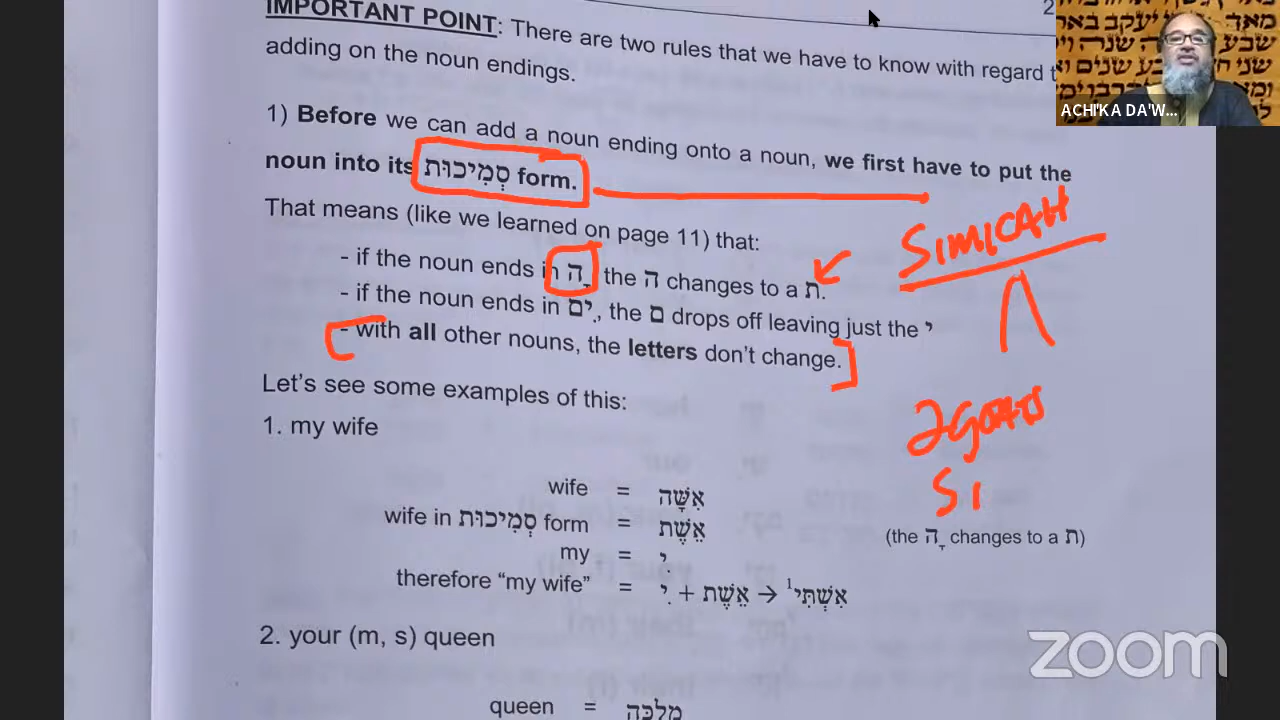 IMPORTANT POINT: There are two rules that we have to know with regard t
adding on the noun endings.
1) Before we can add a noun ending onto a noun, we first have to put the
noun into its סְמִיכוּת form.
That means (like we learned on page 11) that:
- if the noun ends in ־ָה, the ה changes to a ת.
- if the noun ends in ־ִים, the ם drops off leaving just the י
- with all other nouns, the letters don't change.
Let's see some examples of this:
1. my wife
wife = אִשָּׁה
wife in סְמִיכוּת form = אֵשֶׁת
(the ־ָה changes to a ת)
my = ־ִי
therefore "my wife" = אֵשֶׁת + ־ִי → אִשְׁתִּי¹
2. your (m, s) queen
queen = מַלְכָּה
SIMICAH
2 GOATS
SI
ACHI'KA DA'W...
zoom